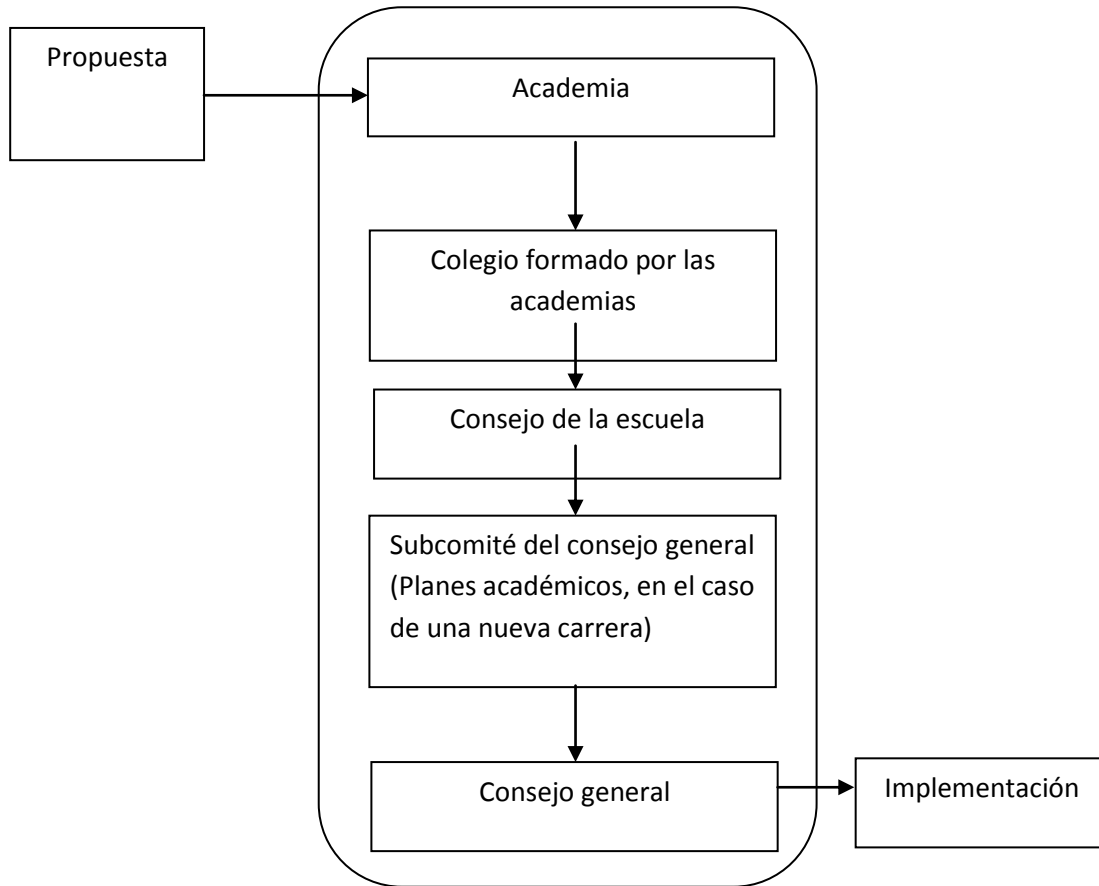 Propuesta
Academia
Colegio formado por las
academias
Consejo de la escuela
Subcomité del consejo general
(Planes académicos, en el caso
de una nueva carrera)
Consejo general
Implementación